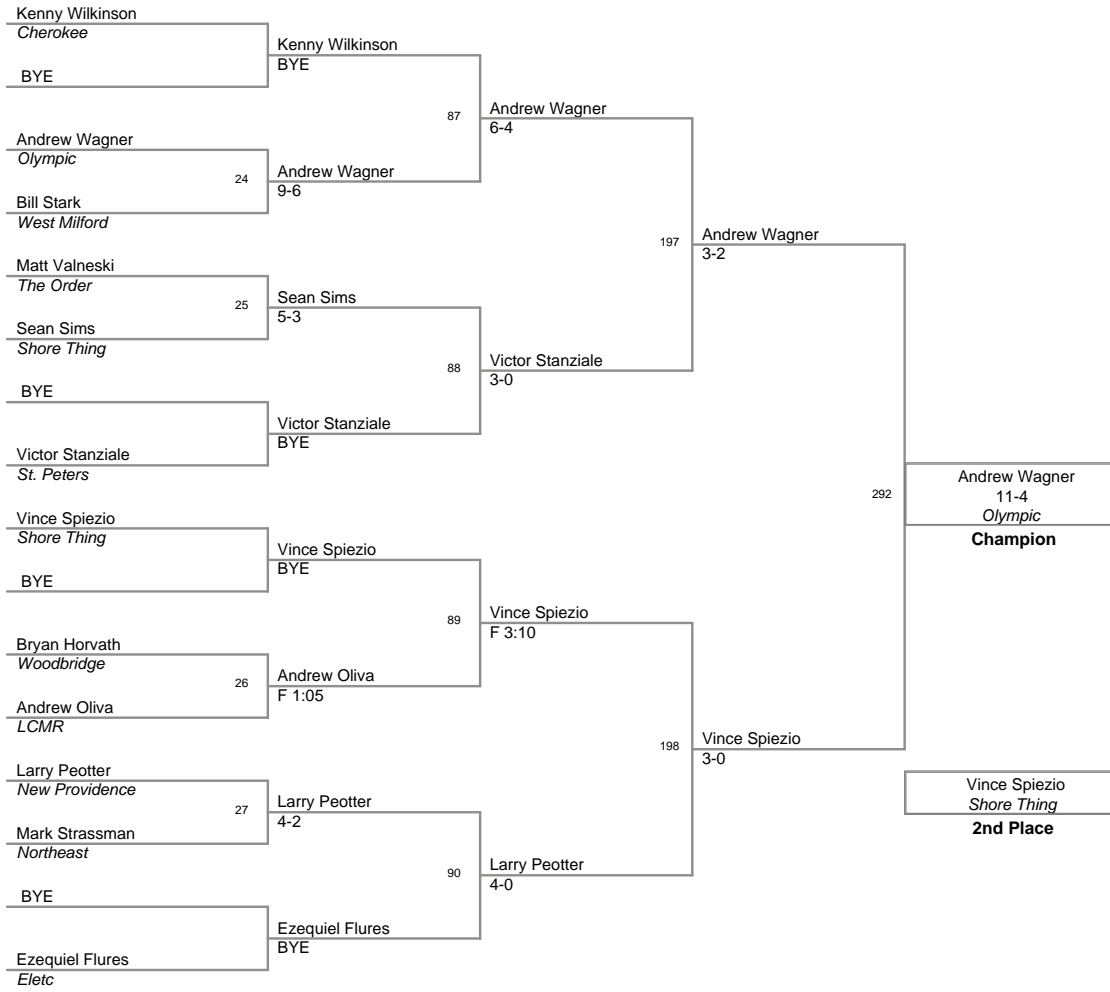 Kenny Wilkinson
Cherokee
Kenny Wilkinson
BYE
BYE
87
Andrew Wagner
6-4
Andrew Wagner
Olympic
24
Andrew Wagner
9-6
Bill Stark
West Milford
197
Andrew Wagner
3-2
Matt Valneski
The Order
25
Sean Sims
5-3
Sean Sims
Shore Thing
88
Victor Stanziale
3-0
BYE
Victor Stanziale
BYE
Victor Stanziale
St. Peters
292
Andrew Wagner
11-4
Olympic
Champion
Vince Spiezio
Shore Thing
Vince Spiezio
BYE
BYE
89
Vince Spiezio
F 3:10
Bryan Horvath
Woodbridge
26
Andrew Oliva
F 1:05
Andrew Oliva
LCMR
198
Vince Spiezio
3-0
Larry Peotter
New Providence
27
Larry Peotter
4-2
Mark Strassman
Northeast
90
Larry Peotter
4-0
BYE
Ezequiel Flures
BYE
Ezequiel Flures
Eletc
Vince Spiezio
Shore Thing
2nd Place